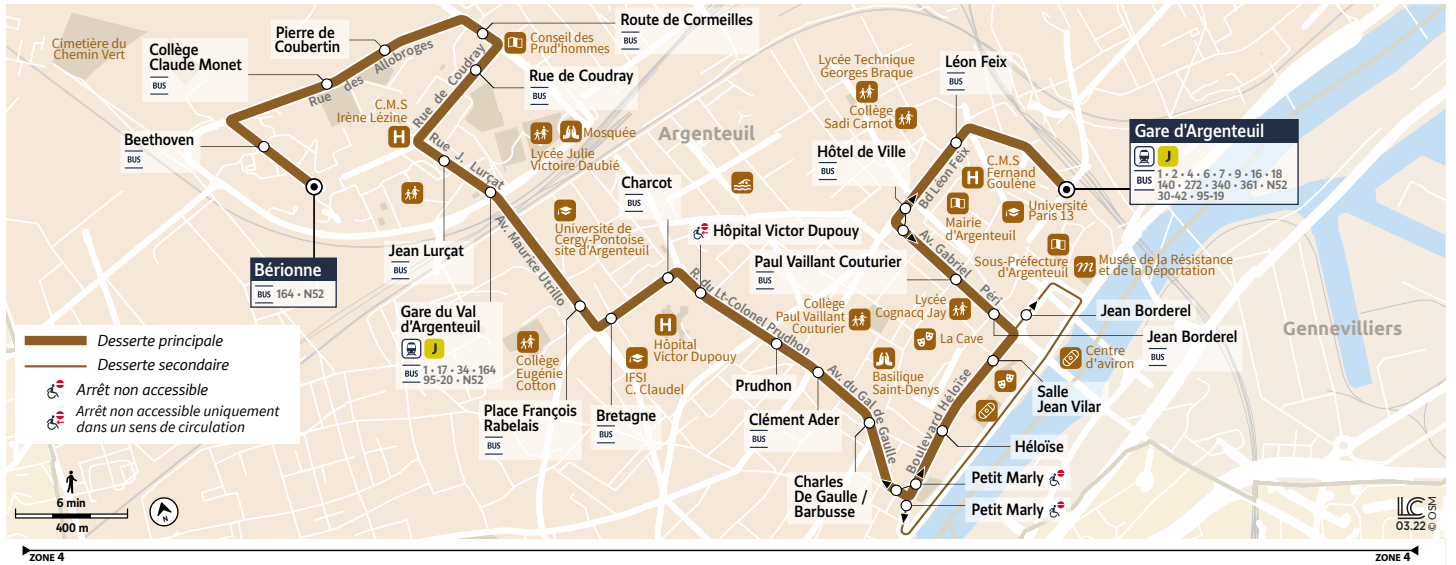 Cimetière du
Chemin Vert
Collège
Claude Monet
BUS
Pierre de
Coubertin
BUS
Route de Cormeilles
BUS
Conseil des
Prud'hommes
Rue de Coudray
BUS
Rue des Allobroges
Rue de Coudray
C.M.S
Irène Lézine
H
Beethoven
BUS
Rue J. Lurçat
Mosquée
Lycée Julie
Victoire Daubié
Argenteuil
Lycée Technique
Georges Braque
Collège
Sadi Carnot
Léon Feix
BUS
Hôtel de Ville
BUS
Bd Léon Feix
H
C.M.S
Fernand
Goulène
Gare d'Argenteuil
J
BUS 1 • 2 • 4 • 6 • 7 • 9 • 16 • 18
140 • 272 • 340 • 361 • N52
30-42 • 95-19
Université
Paris 13
Mairie
d'Argenteuil
Sous-Préfecture
d'Argenteuil
m
Musée de la Résistance
et de la Déportation
Charcot
BUS
Université de
Cergy-Pontoise
site d'Argenteuil
Hôpital Victor Dupouy
Paul Vaillant Couturier
BUS
Av. Gabriel
Péri
Jean Lurçat
BUS
Av. Maurice Utrillo
Bérionne
BUS 164 • N52
Gare du Val
d'Argenteuil
J
BUS 1 • 17 • 34 • 164
95-20 • N52
R. du Lt-Colonel Prudhon
Collège
Paul Vaillant
Couturier
Lycée
Cognacq Jay
La Cave
Jean Borderel
Jean Borderel
BUS
Gennevilliers
Desserte principale
Desserte secondaire
Arrêt non accessible
Arrêt non accessible uniquement
dans un sens de circulation
Collège
Eugénie
Cotton
H
Hôpital
Victor Dupouy
IFSI
C. Claudel
Prudhon
Basilique
Saint-Denys
Centre
d'aviron
Salle
Jean Vilar
Place François
Rabelais
BUS
Bretagne
BUS
Clément Ader
BUS
Av. du Gal de Gaulle
Boulevard Héloïse
Héloïse
Charles
De Gaulle /
Barbusse
Petit Marly
Petit Marly
6 min
400 m
N
LC
03.22 © OSM
ZONE 4
ZONE 4